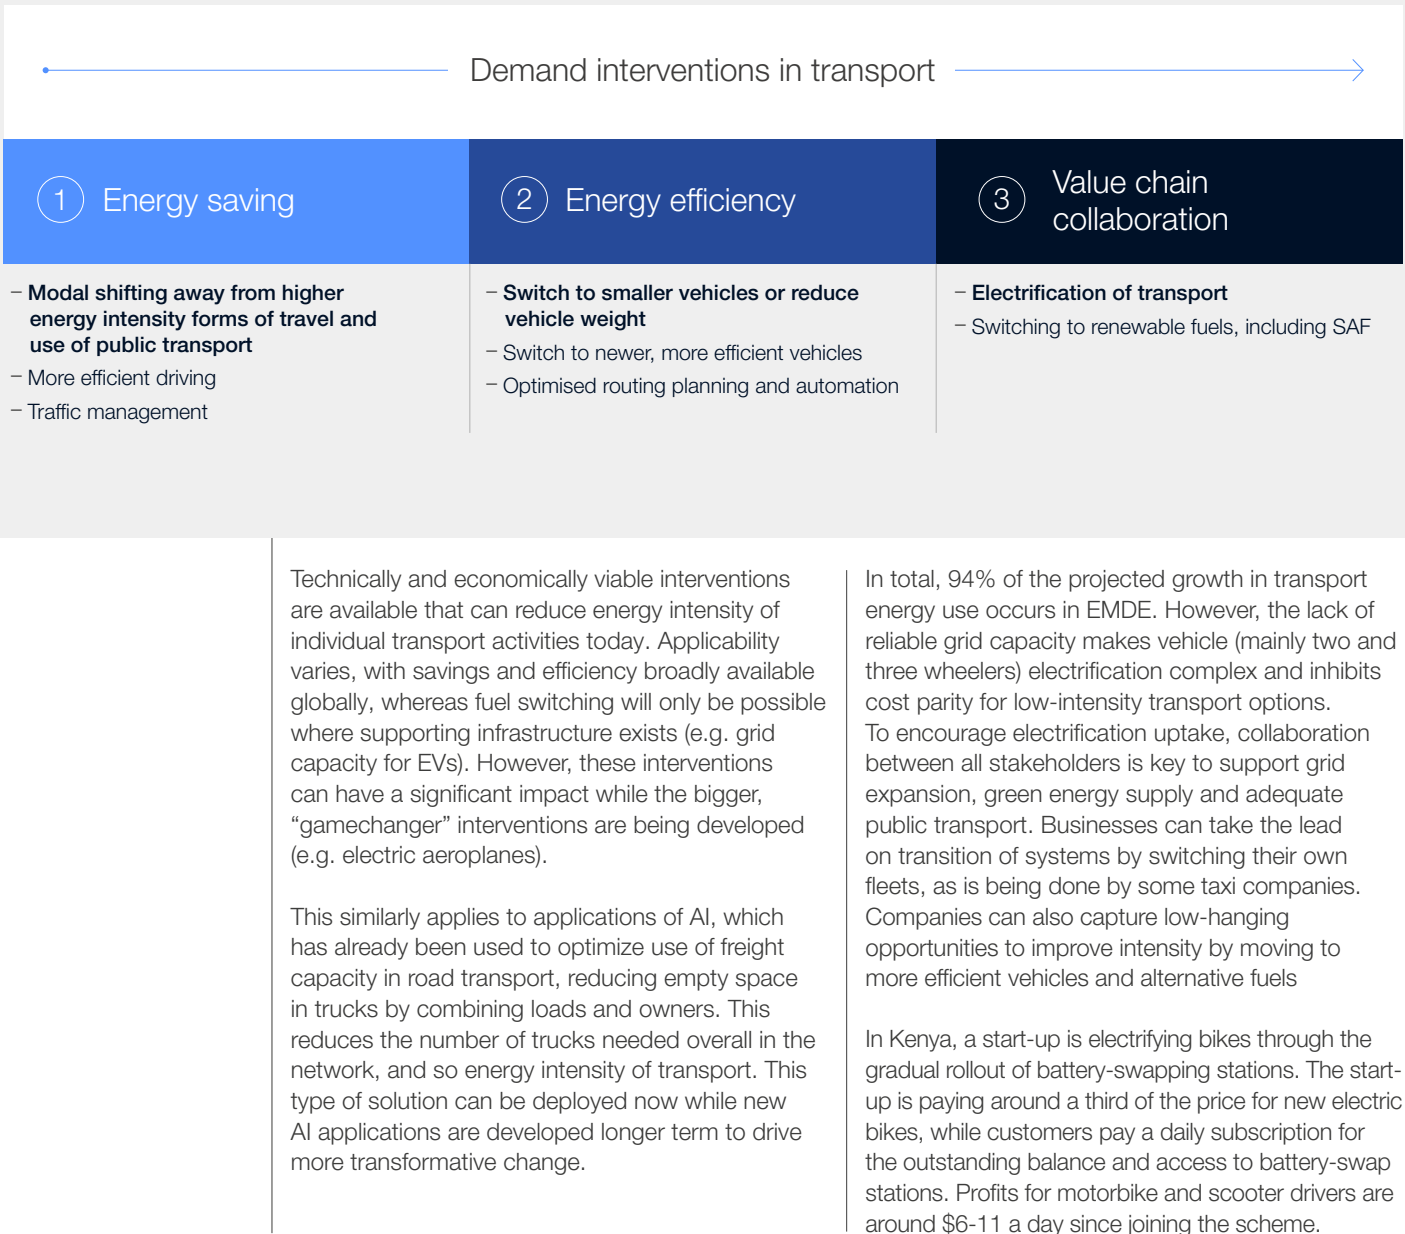 Demand interventions in transport
1 Energy saving
– Modal shifting away from higher
energy intensity forms of travel and
use of public transport
– More efficient driving
– Traffic management
2 Energy efficiency
– Switch to smaller vehicles or reduce
vehicle weight
– Switch to newer, more efficient vehicles
– Optimised routing planning and automation
3 Value chain
collaboration
– Electrification of transport
– Switching to renewable fuels, including SAF
Technically and economically viable interventions
are available that can reduce energy intensity of
individual transport activities today. Applicability
varies, with savings and efficiency broadly available
globally, whereas fuel switching will only be possible
where supporting infrastructure exists (e.g. grid
capacity for EVs). However, these interventions
can have a significant impact while the bigger,
“gamechanger” interventions are being developed
(e.g. electric aeroplanes).
This similarly applies to applications of AI, which
has already been used to optimize use of freight
capacity in road transport, reducing empty space
in trucks by combining loads and owners. This
reduces the number of trucks needed overall in the
network, and so energy intensity of transport. This
type of solution can be deployed now while new
AI applications are developed longer term to drive
more transformative change.
In total, 94% of the projected growth in transport
energy use occurs in EMDE. However, the lack of
reliable grid capacity makes vehicle (mainly two and
three wheelers) electrification complex and inhibits
cost parity for low-intensity transport options.
To encourage electrification uptake, collaboration
between all stakeholders is key to support grid
expansion, green energy supply and adequate
public transport. Businesses can take the lead
on transition of systems by switching their own
fleets, as is being done by some taxi companies.
Companies can also capture low-hanging
opportunities to improve intensity by moving to
more efficient vehicles and alternative fuels
In Kenya, a start-up is electrifying bikes through the
gradual rollout of battery-swapping stations. The start-
up is paying around a third of the price for new electric
bikes, while customers pay a daily subscription for
the outstanding balance and access to battery-swap
stations. Profits for motorbike and scooter drivers are
around $6-11 a day since joining the scheme.